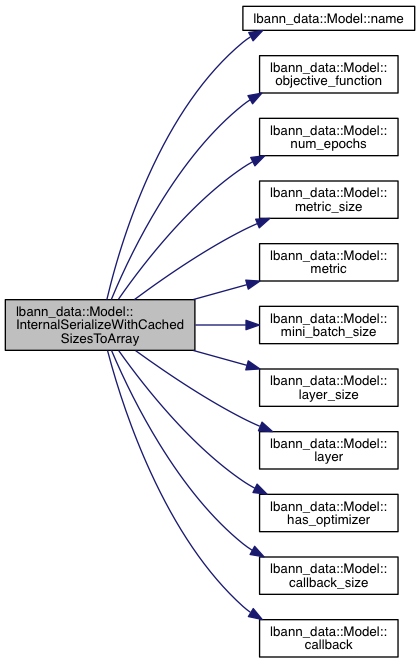 lbann_data::Model::name
lbann_data::Model::
objective_function
lbann_data::Model::
num_epochs
lbann_data::Model::
metric_size
lbann_data::Model::
metric
lbann_data::Model::
InternalSerializeWithCached
SizesToArray
lbann_data::Model::
mini_batch_size
lbann_data::Model::
layer_size
lbann_data::Model::
layer
lbann_data::Model::
has_optimizer
lbann_data::Model::
callback_size
lbann_data::Model::
callback